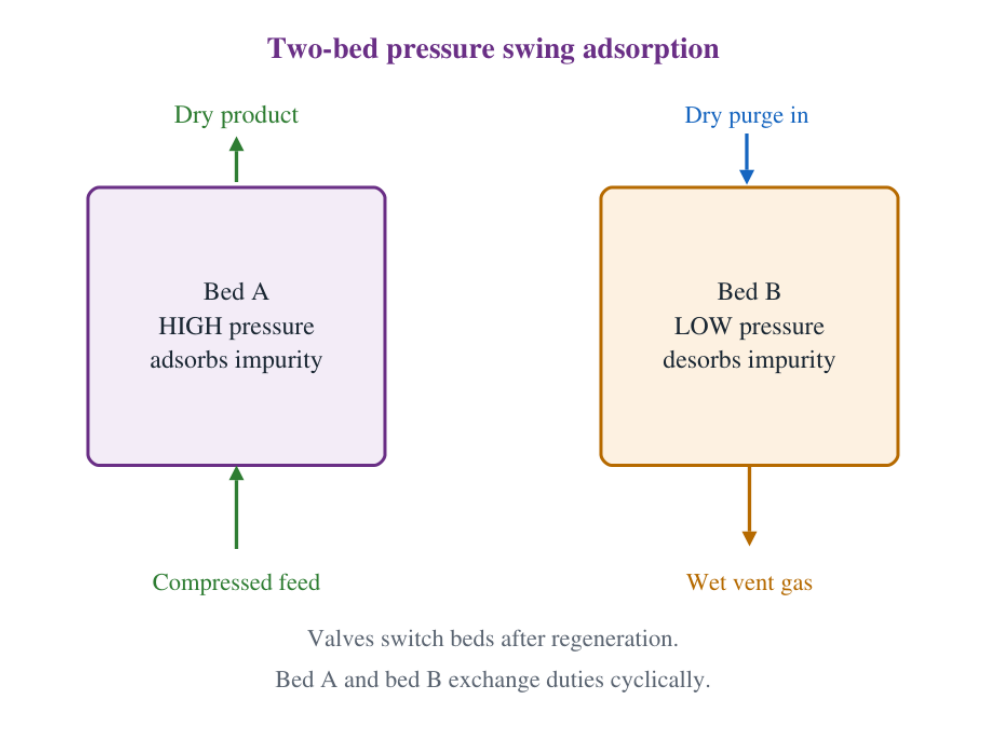 Two-bed pressure swing adsorption
Dry product
Dry purge in
Bed A
HIGH pressure
adsorbs impurity
Bed B
LOW pressure
desorbs impurity
Compressed feed
Wet vent gas
Valves switch beds after regeneration.
Bed A and bed B exchange duties cyclically.